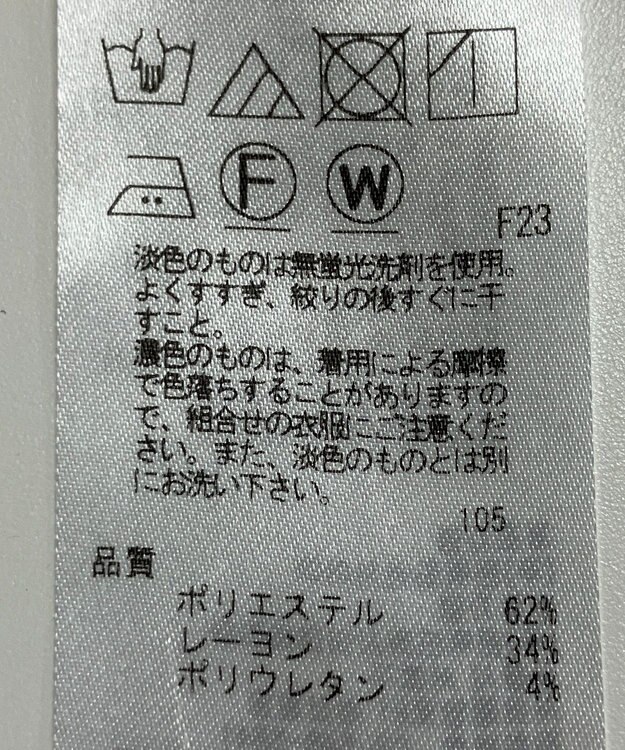 F
W
F23
淡色のものは無蛍光洗剤を使用。
よくすすぎ、絞りの後すぐに干
すこと。
濃色のものは、着用による摩擦
で色落ちすることがありますの
で、組合せの衣服にご注意くだ
さい。また、淡色のものとは別
にお洗い下さい。
105
品質
ポリエステル 62%
レーヨン 34%
ポリウレタン 4%